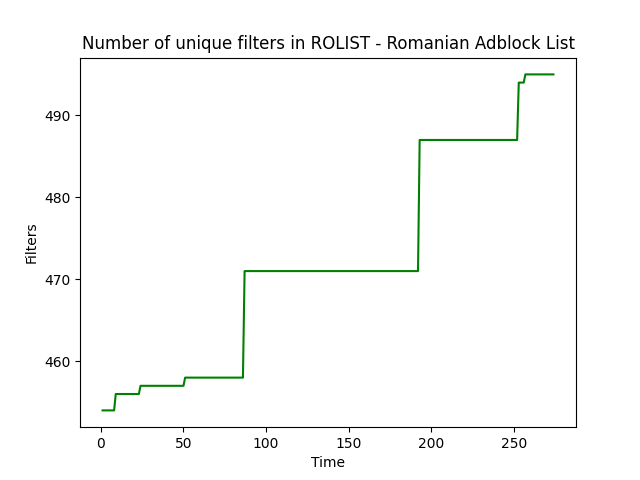 Number of unique filters in ROLIST - Romanian Adblock List
490
480
470
460
Filters
0 50 100 150 200 250
Time